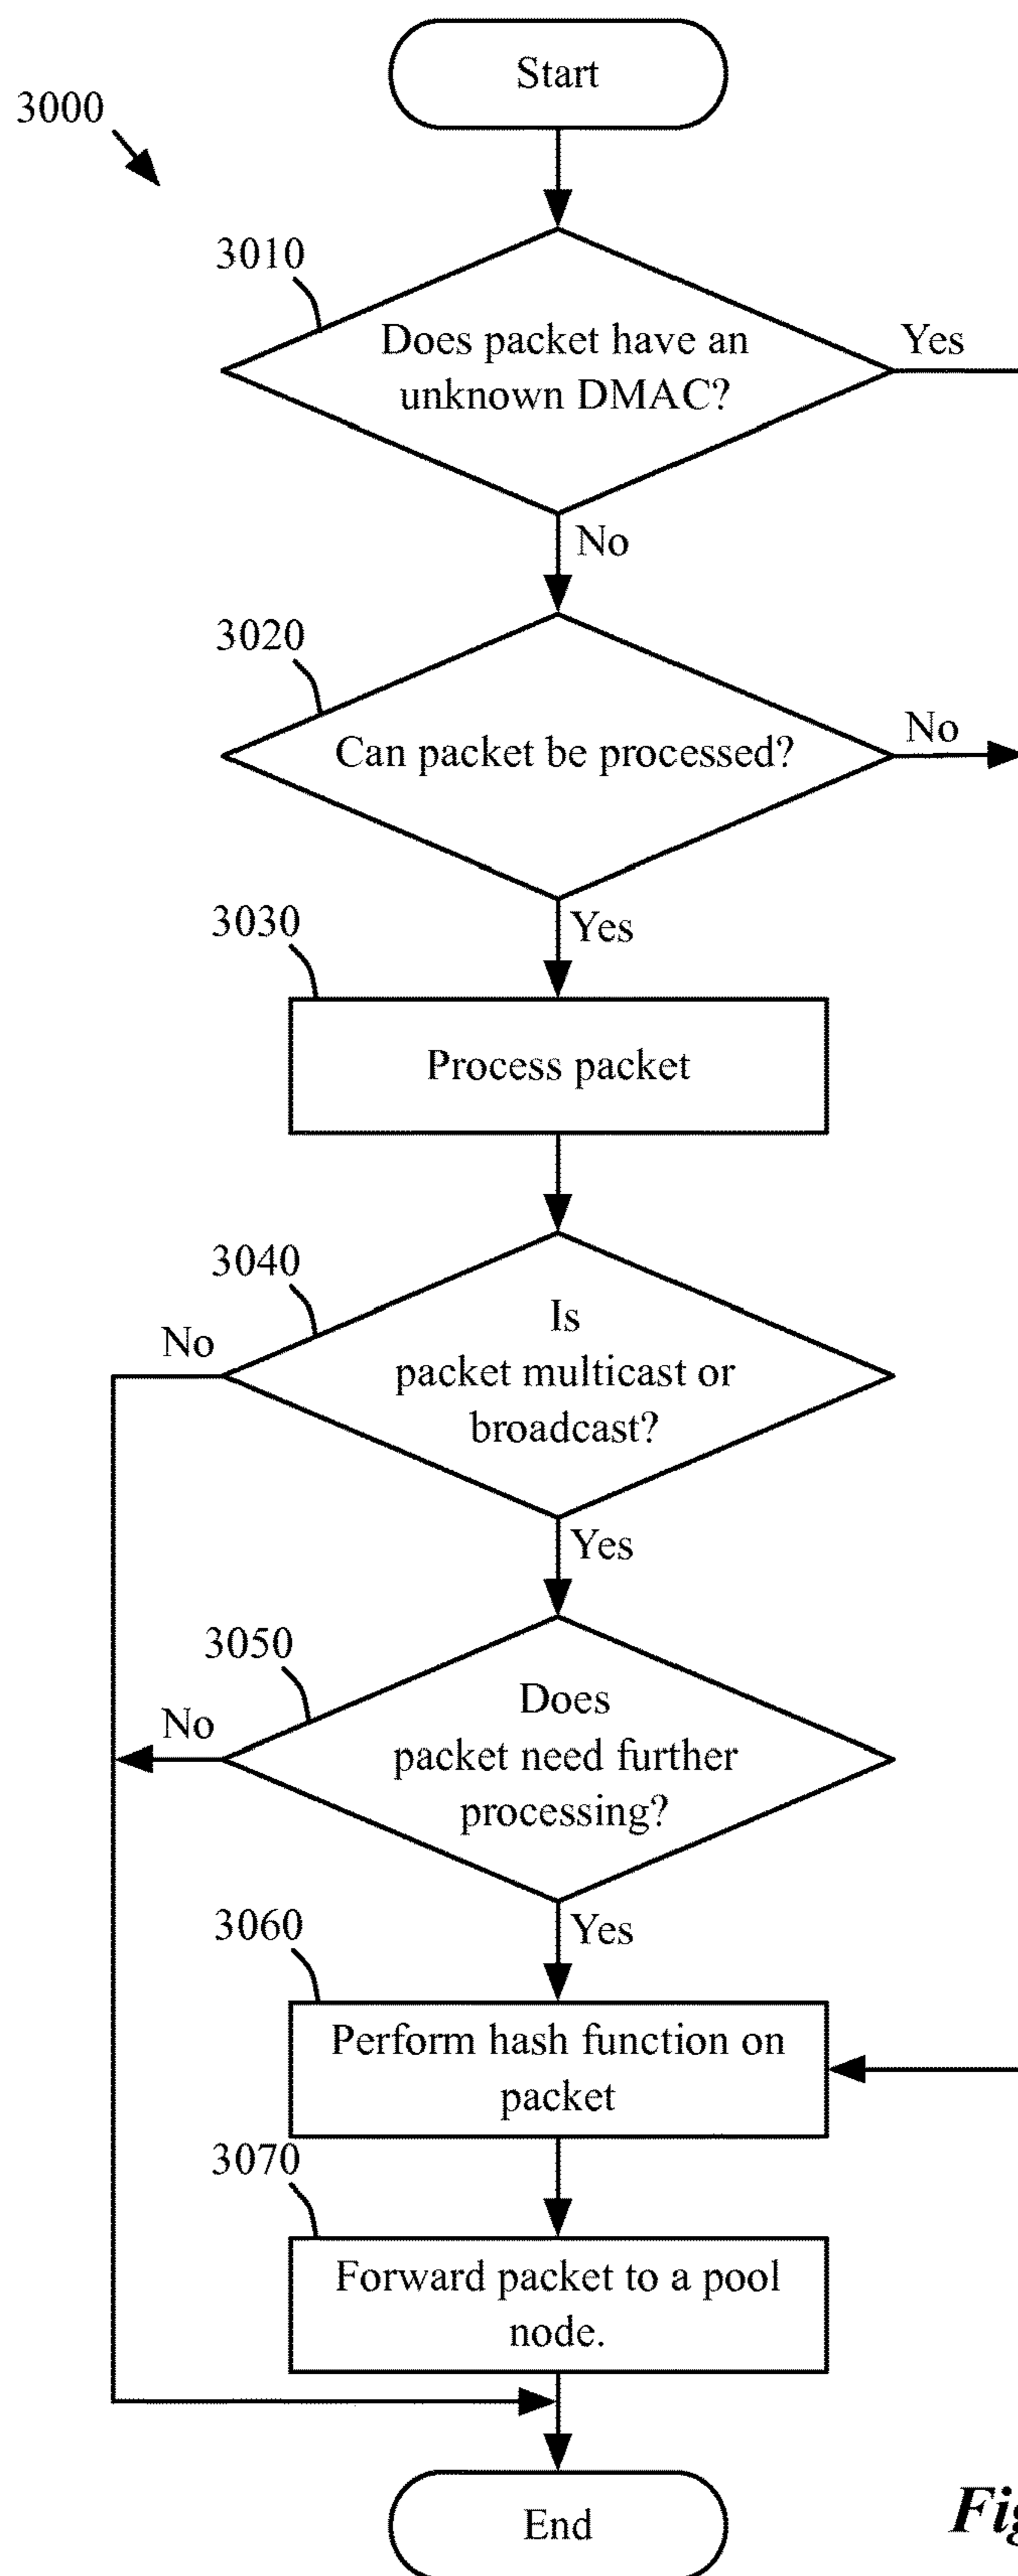 Start
3000
3010
Does packet have an
unknown DMAC?
Yes
No
3020
Can packet be processed?
No
Yes
3030
Process packet
3040
Is
packet multicast or
broadcast?
No
Yes
3050
Does
packet need further
processing?
No
Yes
3060
Perform hash function on
packet
3070
Forward packet to a pool
node.
End